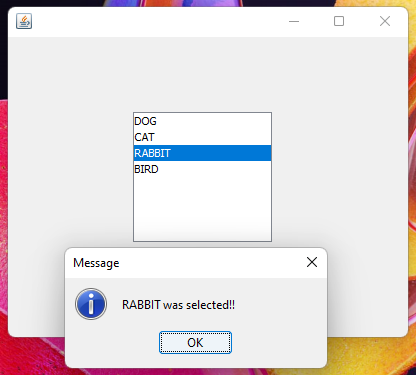 DOG
CAT
RABBIT
BIRD
Message
RABBIT was selected!!
OK